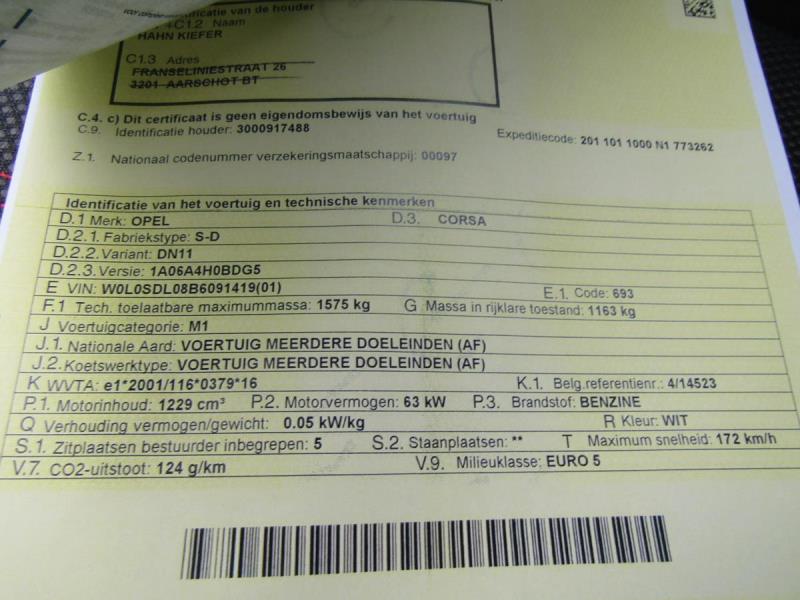 Identificatie van de houder
C1.2 Naam
HAHN KIEFER
C1.3 Adres
FRANSELINIESTRAAT 26
3201 AARSCHOT BT
C.4. c) Dit certificaat is geen eigendomsbewijs van het voertuig
C.9. Identificatie houder: 3000917488
Expeditiecode: 201 101 1000 N1 773262
Z.1. Nationaal codenummer verzekeringsmaatschappij: 00097
Identificatie van het voertuig en technische kenmerken
D.1 Merk: OPEL D.3. CORSA
D.2.1. Fabriekstype: S-D
D.2.2. Variant: DN11
D.2.3. Versie: 1A06A4H0BDG5
E VIN: W0L0SDL08B6091419(01) E.1. Code: 693
F.1 Tech. toelaatbare maximummassa: 1575 kg G Massa in rijklare toestand: 1163 kg
J Voertuigcategorie: M1
J.1. Nationale Aard: VOERTUIG MEERDERE DOELEINDEN (AF)
J.2. Koetswerktype: VOERTUIG MEERDERE DOELEINDEN (AF)
K WVTA: e1*2001/116*0379*16 K.1. Belg.referentienr.: 4/14523
P.1. Motorinhoud: 1229 cm³ P.2. Motorvermogen: 63 kW P.3. Brandstof: BENZINE
Q Verhouding vermogen/gewicht: 0.05 kW/kg R Kleur: WIT
S.1. Zitplaatsen bestuurder inbegrepen: 5 S.2. Staanplaatsen: ** T Maximum snelheid: 172 km/h
V.7. CO2-uitstoot: 124 g/km V.9. Milieuklasse: EURO 5